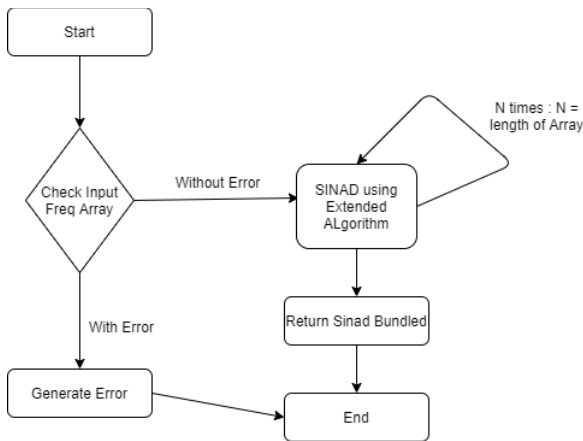 Start
N times : N =
length of Array
Check Input
Freq Array
Without Error
SINAD using
Extended
ALgorithm
With Error
Return Sinad Bundled
Generate Error
End